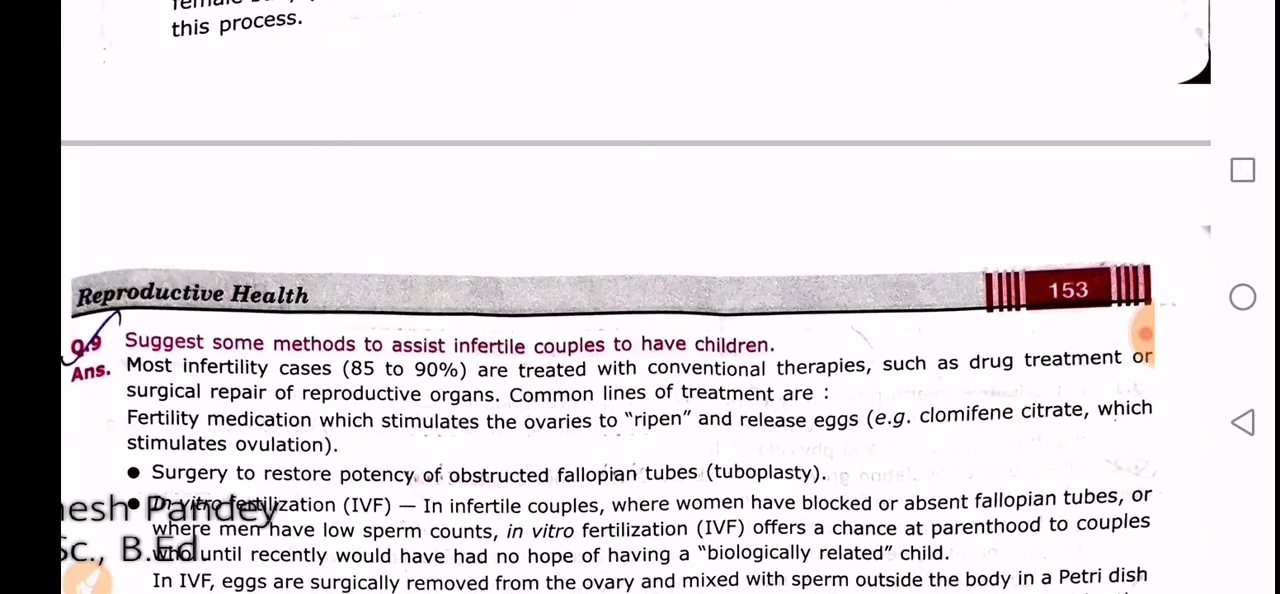 this process.
Reproductive Health
153
Q.9 Suggest some methods to assist infertile couples to have children.
Ans. Most infertility cases (85 to 90%) are treated with conventional therapies, such as drug treatment or
surgical repair of reproductive organs. Common lines of treatment are :
Fertility medication which stimulates the ovaries to “ripen” and release eggs (e.g. clomifene citrate, which
stimulates ovulation).
● Surgery to restore potency of obstructed fallopian tubes (tuboplasty).
● In vitro fertilization (IVF) — In infertile couples, where women have blocked or absent fallopian tubes, or
where men have low sperm counts, in vitro fertilization (IVF) offers a chance at parenthood to couples
who until recently would have had no hope of having a “biologically related” child.
In IVF, eggs are surgically removed from the ovary and mixed with sperm outside the body in a Petri dish
esh Pandey
Sc., B.Ed